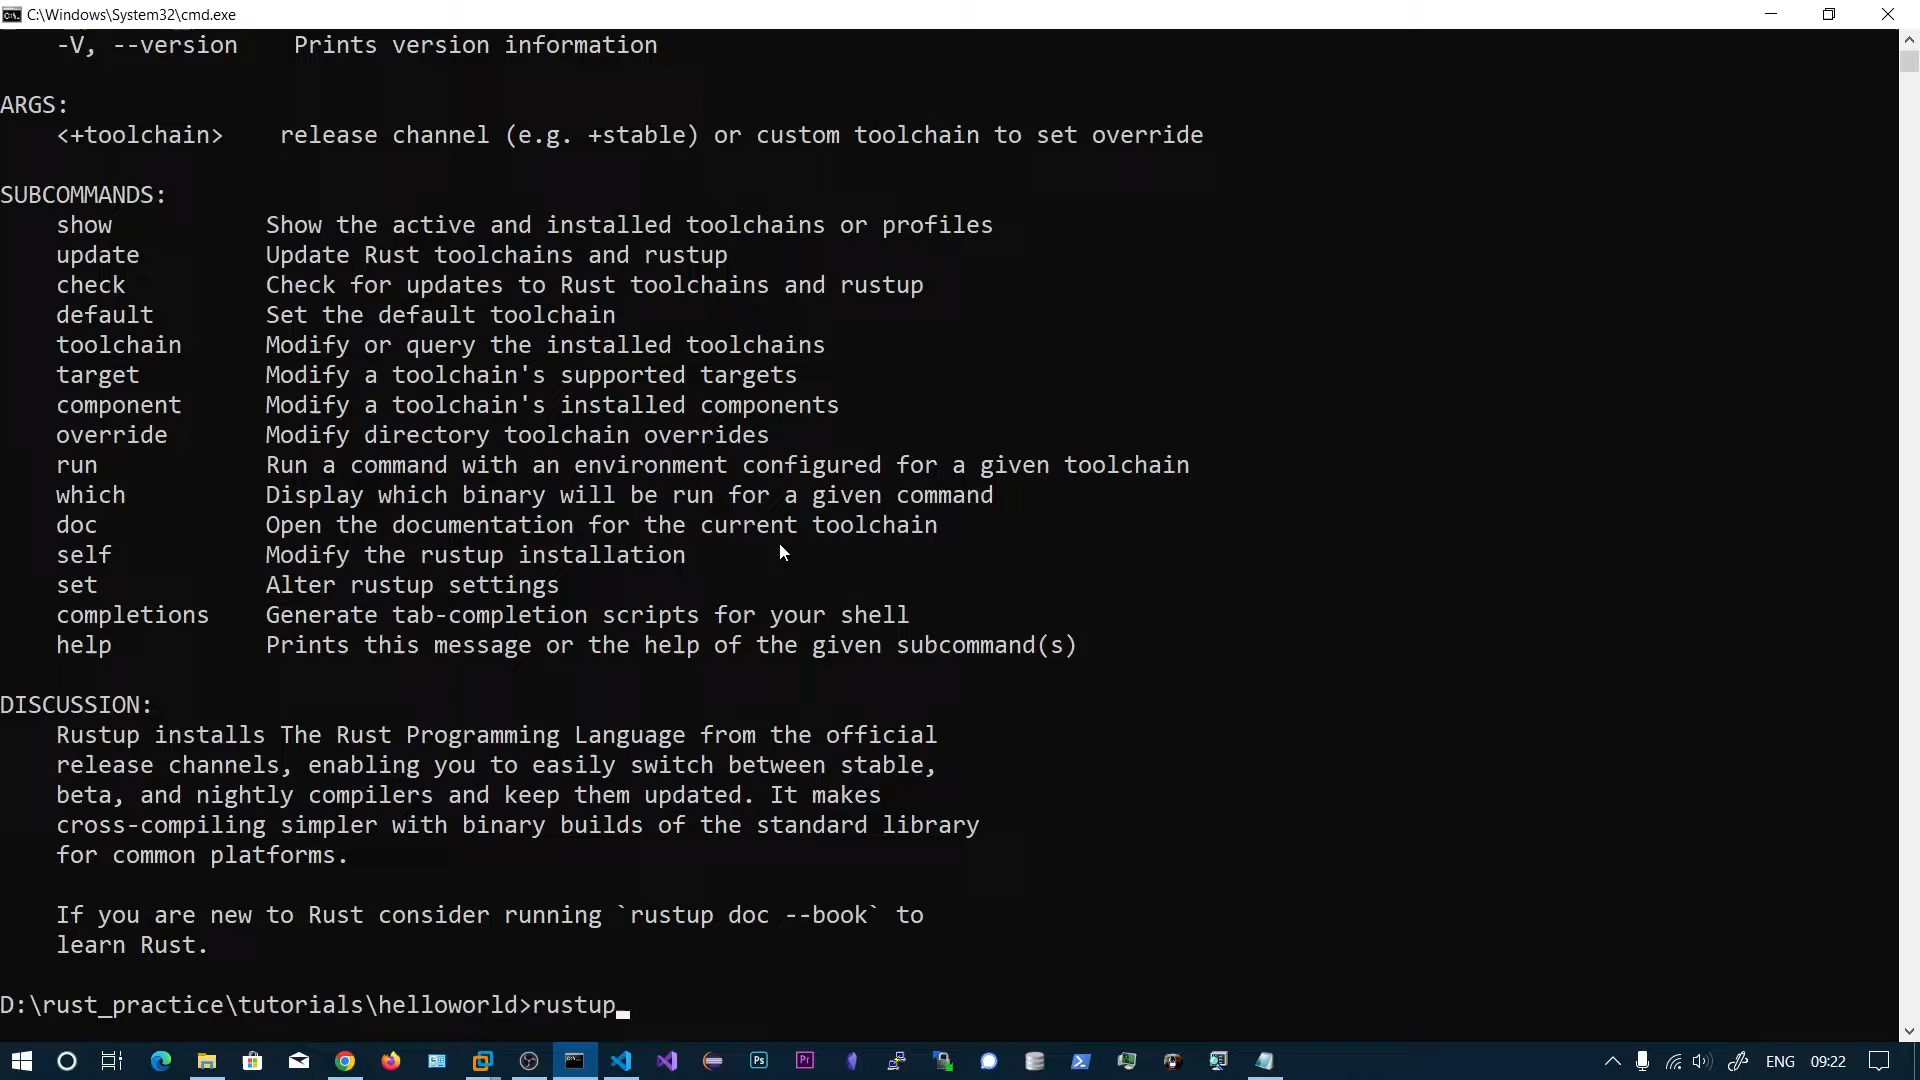 C:\Windows\System32\cmd.exe
-V, --version    Prints version information
ARGS:
<+toolchain>    release channel (e.g. +stable) or custom toolchain to set override
SUBCOMMANDS:
show           Show the active and installed toolchains or profiles
update         Update Rust toolchains and rustup
check          Check for updates to Rust toolchains and rustup
default        Set the default toolchain
toolchain      Modify or query the installed toolchains
target         Modify a toolchain's supported targets
component      Modify a toolchain's installed components
override       Modify directory toolchain overrides
run            Run a command with an environment configured for a given toolchain
which          Display which binary will be run for a given command
doc            Open the documentation for the current toolchain
self           Modify the rustup installation
set            Alter rustup settings
completions    Generate tab-completion scripts for your shell
help           Prints this message or the help of the given subcommand(s)
DISCUSSION:
Rustup installs The Rust Programming Language from the official
release channels, enabling you to easily switch between stable,
beta, and nightly compilers and keep them updated. It makes
cross-compiling simpler with binary builds of the standard library
for common platforms.
If you are new to Rust consider running `rustup doc --book` to
learn Rust.
D:\rust_practice\tutorials\helloworld>rustup
Ps Pr ENG 09:22